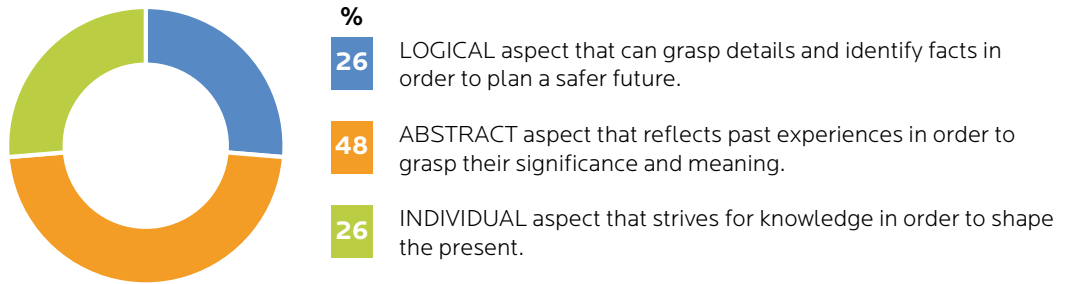 %
26
LOGICAL aspect that can grasp details and identify facts in
order to plan a safer future.
48
ABSTRACT aspect that reflects past experiences in order to
grasp their significance and meaning.
26
INDIVIDUAL aspect that strives for knowledge in order to shape
the present.